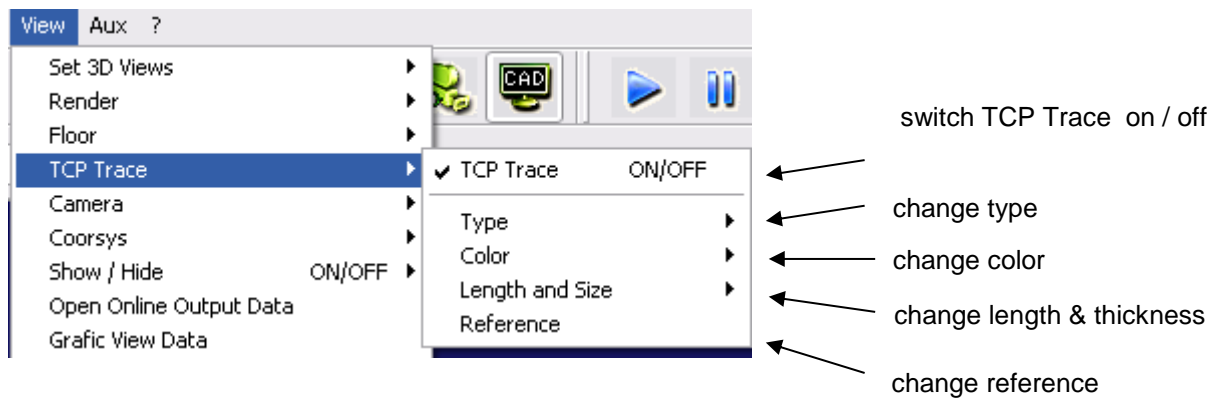 View Aux ?
Set 3D Views
Render
Floor
TCP Trace
Camera
Coorsys
Show / Hide ON/OFF
Open Online Output Data
Grafic View Data
CAD
TCP Trace ON/OFF
Type
Color
Length and Size
Reference
switch TCP Trace on / off
change type
change color
change length & thickness
change reference